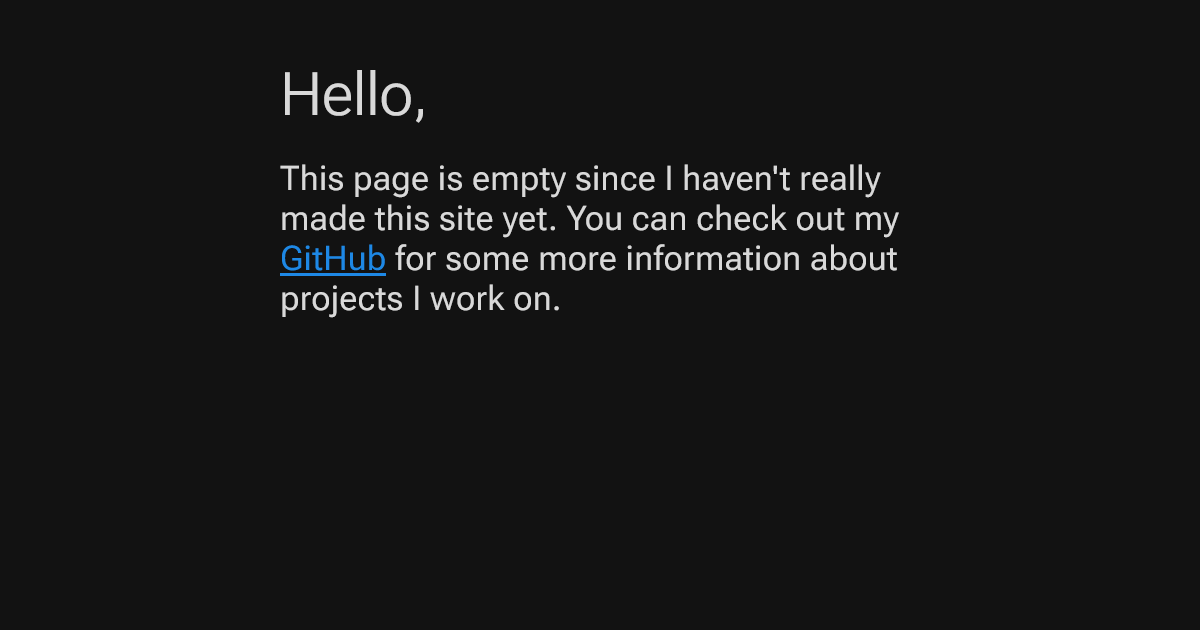 Hello,
This page is empty since I haven't really
made this site yet. You can check out my
GitHub for some more information about
projects I work on.